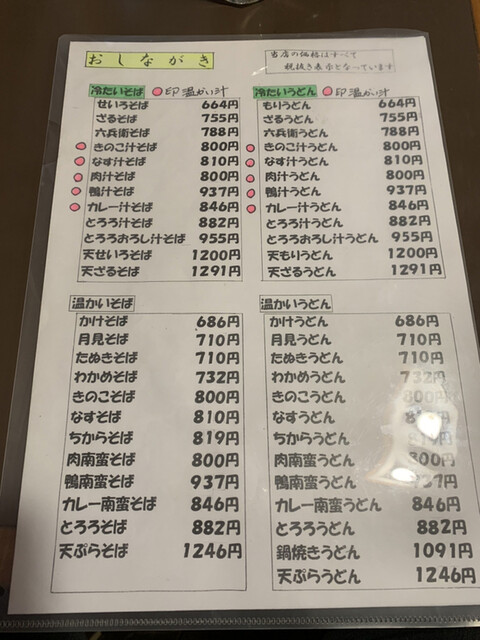 おしながき
当店の価格はすべて
税抜き表示となっています
冷たいそば ●印温かい汁
せいろそば 664円
ざるそば 755円
六兵衛そば 788円
●きのこ汁そば 800円
●なす汁そば 810円
●肉汁そば 800円
●鴨汁そば 937円
●カレー汁そば 846円
とろろ汁そば 882円
とろろおろし汁そば 955円
天せいろそば 1200円
天ざるそば 1291円
冷たいうどん ●印温かい汁
もりうどん 664円
ざるうどん 755円
六兵衛うどん 788円
●きのこ汁うどん 800円
●なす汁うどん 810円
●肉汁うどん 800円
●鴨汁うどん 937円
●カレー汁うどん 846円
とろろ汁うどん 882円
とろろおろし汁うどん 955円
天もりうどん 1200円
天ざるうどん 1291円
温かいそば
かけそば 686円
月見そば 710円
たぬきそば 710円
わかめそば 732円
きのこそば 800円
なすそば 810円
ちからそば 819円
肉南蛮そば 800円
鴨南蛮そば 937円
カレー南蛮そば 846円
とろろそば 882円
天ぷらそば 1246円
温かいうどん
かけうどん 686円
月見うどん 710円
たぬきうどん 710円
わかめうどん 732円
きのこうどん 800円
なすうどん
ちからうどん 819円
肉南蛮うどん 800円
鴨南蛮うどん 937円
カレー南蛮うどん 846円
とろろうどん 882円
鍋焼きうどん 1091円
天ぷらうどん 1246円